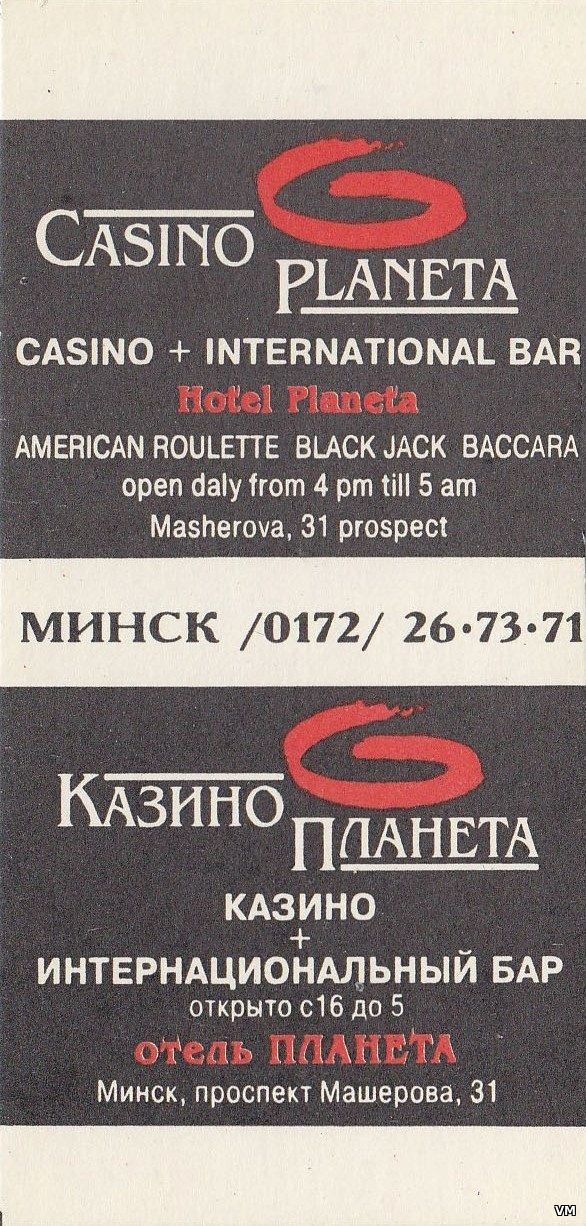 CASINO
PLANETA
CASINO + INTERNATIONAL BAR
Hotel Planeta
AMERICAN ROULETTE BLACK JACK BACCARA
open daly from 4 pm till 5 am
Masherova, 31 prospect
МИНСК /0172/ 26·73·71
КАЗИНО
ПЛАНЕТА
КАЗИНО
+
ИНТЕРНАЦИОНАЛЬНЫЙ БАР
открыто с16 до 5
отель ПЛАНЕТА
Минск, проспект Машерова, 31
VM